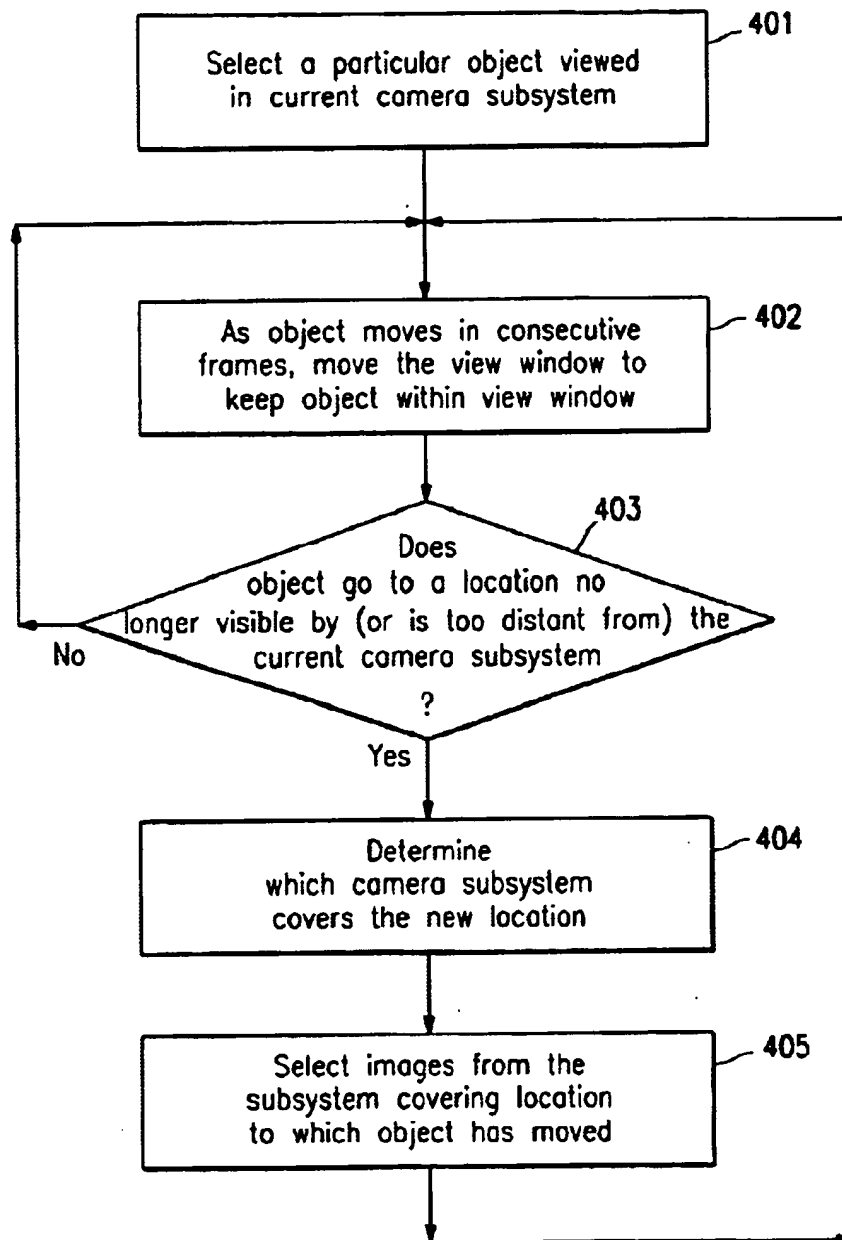 401
Select a particular object viewed
in current camera subsystem
402
As object moves in consecutive
frames, move the view window to
keep object within view window
403
Does
object go to a location no
longer visible by (or is too distant from) the
current camera subsystem
?
No
Yes
404
Determine
which camera subsystem
covers the new location
405
Select images from the
subsystem covering location
to which object has moved